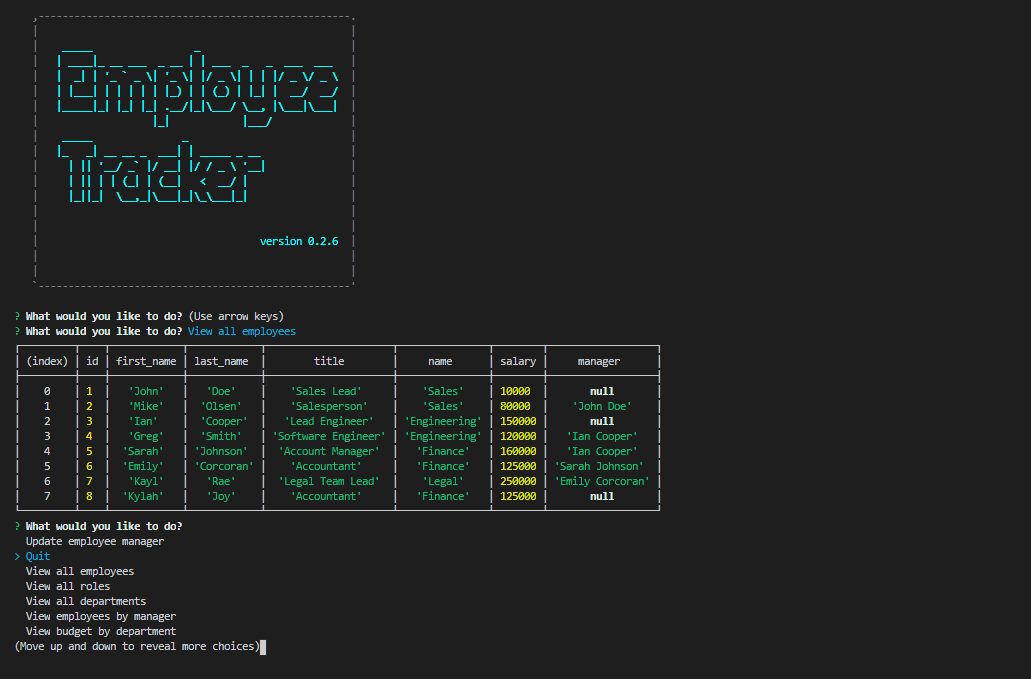 Employee
Tracker
version 0.2.6
? What would you like to do? (Use arrow keys)
? What would you like to do? View all employees
(index) id first_name last_name title name salary manager
0 1 'John' 'Doe' 'Sales Lead' 'Sales' 10000 null
1 2 'Mike' 'Olsen' 'Salesperson' 'Sales' 80000 'John Doe'
2 3 'Ian' 'Cooper' 'Lead Engineer' 'Engineering' 150000 null
3 4 'Greg' 'Smith' 'Software Engineer' 'Engineering' 120000 'Ian Cooper'
4 5 'Sarah' 'Johnson' 'Account Manager' 'Finance' 160000 'Ian Cooper'
5 6 'Emily' 'Corcoran' 'Accountant' 'Finance' 125000 'Sarah Johnson'
6 7 'Kayl' 'Rae' 'Legal Team Lead' 'Legal' 250000 'Emily Corcoran'
7 8 'Kylah' 'Joy' 'Accountant' 'Finance' 125000 null
? What would you like to do?
Update employee manager
> Quit
View all employees
View all roles
View all departments
View employees by manager
View budget by department
(Move up and down to reveal more choices)